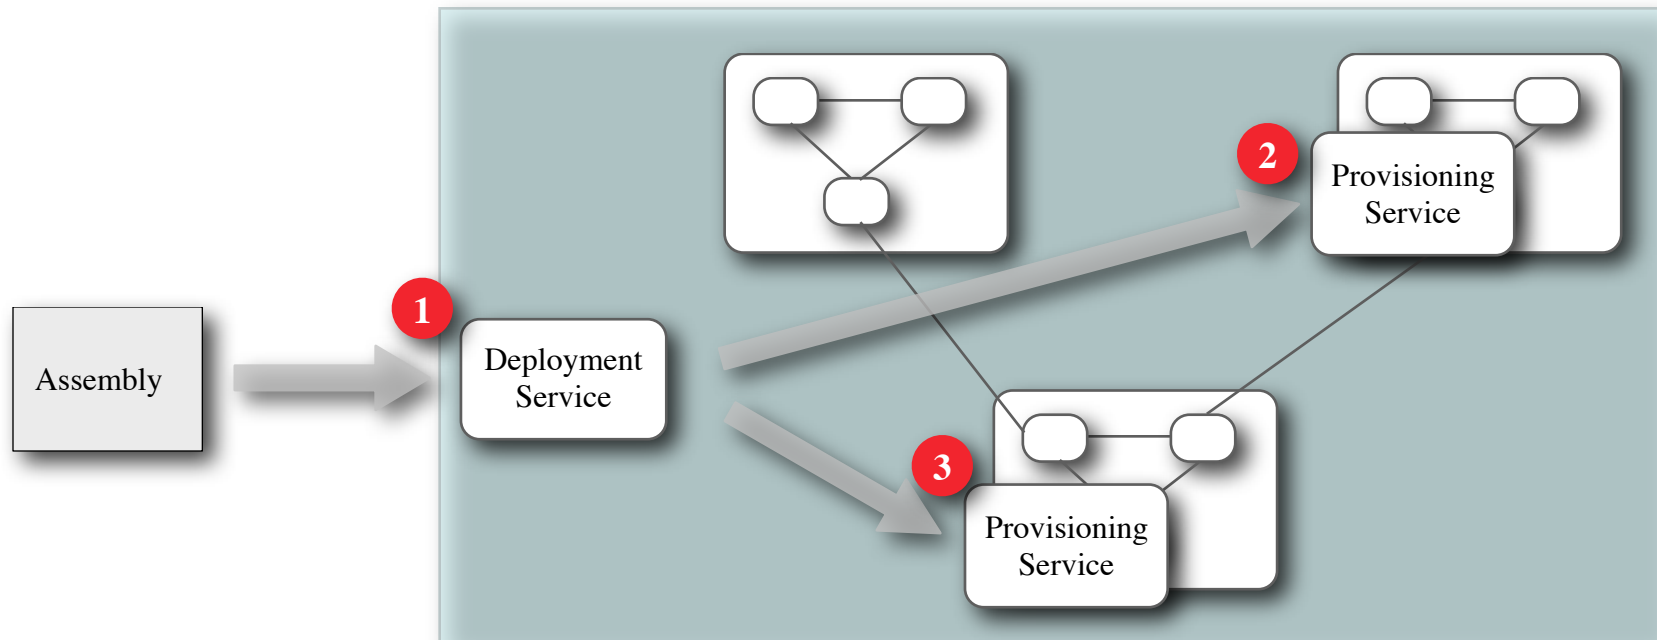 2
Provisioning
Service
1
Assembly
Deployment
Service
3
Provisioning
Service